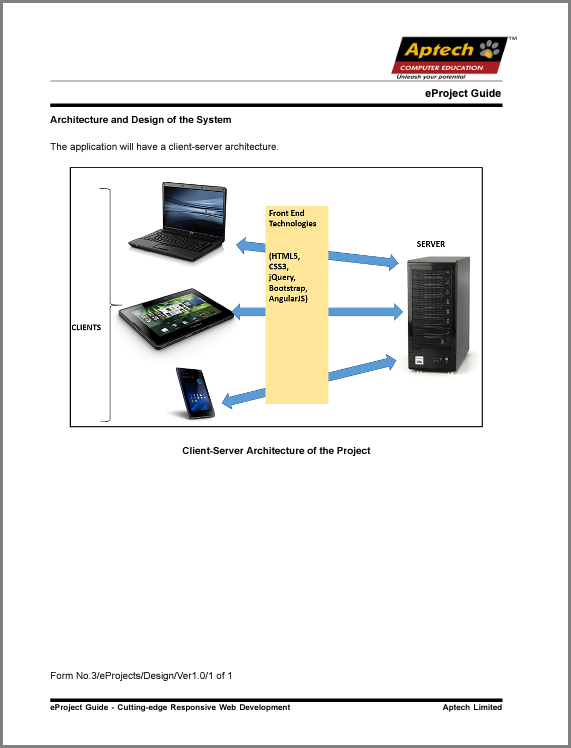 Aptech ™
COMPUTER EDUCATION
Unleash your potential
eProject Guide
Architecture and Design of the System
The application will have a client-server architecture.
Front End
Technologies
(HTML5,
CSS3,
jQuery,
Bootstrap,
AngularJS)
SERVER
CLIENTS
Client-Server Architecture of the Project
Form No.3/eProjects/Design/Ver1.0/1 of 1
eProject Guide - Cutting-edge Responsive Web Development
Aptech Limited